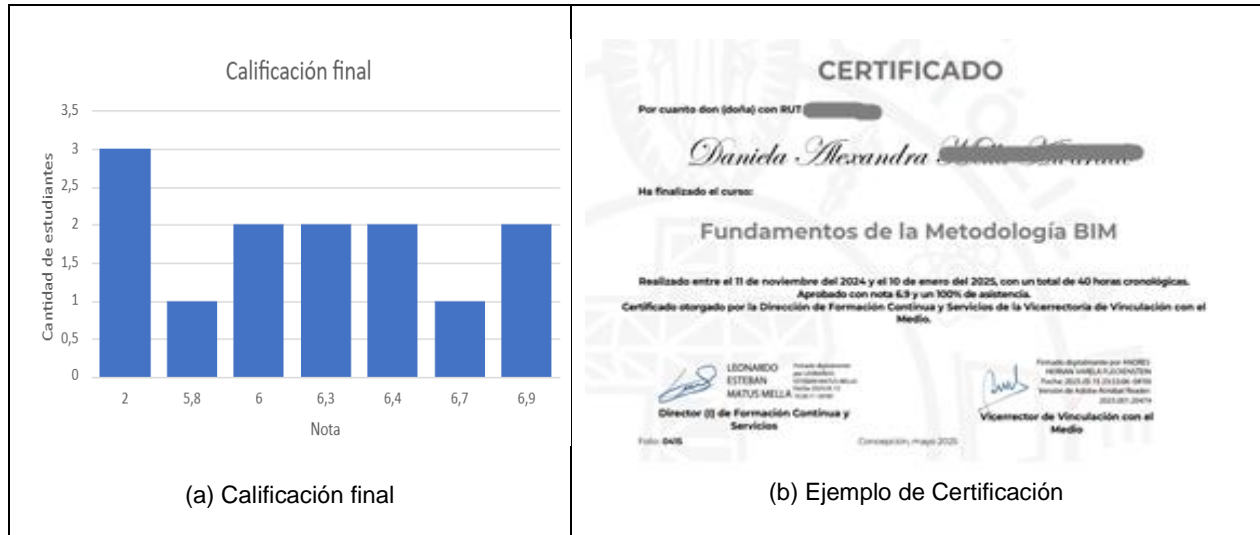 Calificación final
3,5
3
2,5
2
1,5
1
0,5
0
Cantidad de estudiantes
2 5,8 6 6,3 6,4 6,7 6,9
Nota
(a) Calificación final
CERTIFICADO
Por cuanto don (doña) con RUT
Daniela Alexandra
Ha finalizado el curso:
Fundamentos de la Metodología BIM
Realizado entre el 11 de noviembre del 2024 y el 10 de enero del 2025, con un total de 40 horas cronológicas.
Aprobado con nota 6.9 y un 100% de asistencia.
Certificado otorgado por la Dirección de Formación Continua y Servicios de la Vicerrectoría de Vinculación con el
Medio.
LEONARDO
ESTEBAN
MATUS MELLA
Director (I) de Formación Continua y
Servicios
Firmado digitalmente por ANDRES
HERNAN VARELA
Vicerrector de Vinculación con el
Medio
Folio: 0415
Concepción, mayo 2025
(b) Ejemplo de Certificación